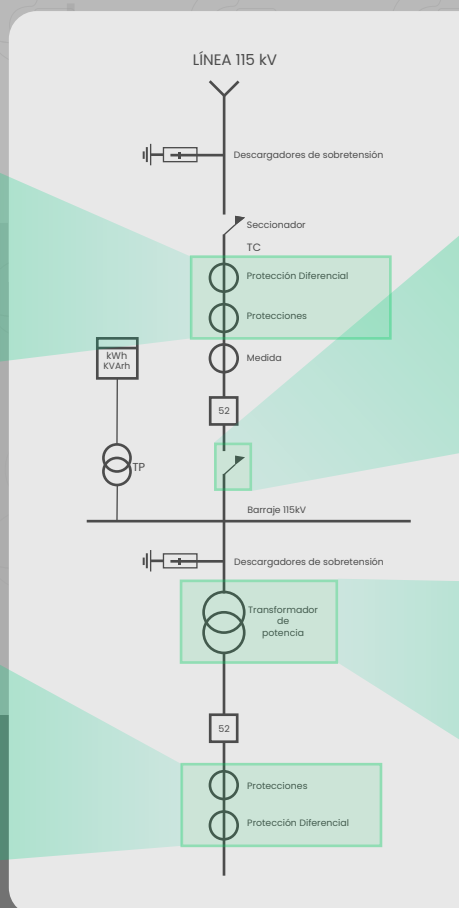 LÍNEA 115 kV
Descargadores de sobretensión
Seccionador
TC
Protección Diferencial
Protecciones
Medida
kWh
KVArh
52
TP
Barraje 115kV
Descargadores de sobretensión
Transformador
de
potencia
52
Protecciones
Protección Diferencial